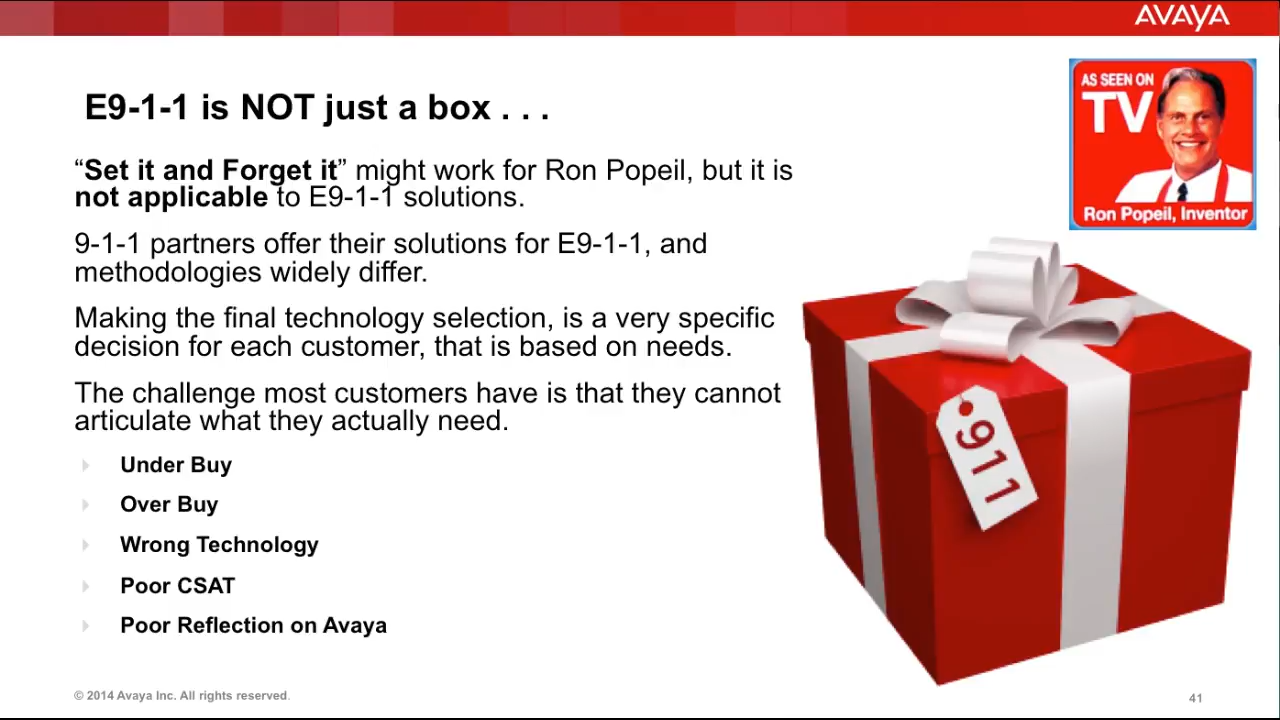 AVAYA
E9-1-1 is NOT just a box . . .
AS SEEN ON
TV
Ron Popeil, Inventor
“Set it and Forget it” might work for Ron Popeil, but it is
not applicable to E9-1-1 solutions.
9-1-1 partners offer their solutions for E9-1-1, and
methodologies widely differ.
Making the final technology selection, is a very specific
decision for each customer, that is based on needs.
The challenge most customers have is that they cannot
articulate what they actually need.
Under Buy
Over Buy
Wrong Technology
Poor CSAT
Poor Reflection on Avaya
911
© 2014 Avaya Inc. All rights reserved.
41